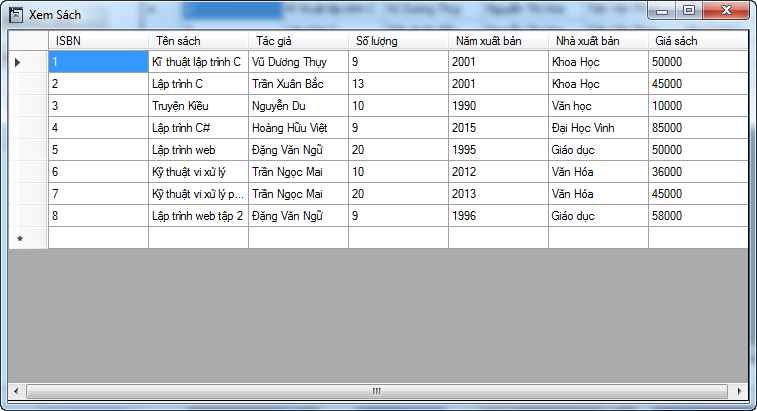 Xem Sách
ISBN Tên sách Tác giả Số lượng Năm xuất bản Nhà xuất bản Giá sách
1 Kĩ thuật lập trình C Vũ Dương Thụy 9 2001 Khoa Học 50000
2 Lập trình C Trần Xuân Bắc 13 2001 Khoa Học 45000
3 Truyện Kiều Nguyễn Du 10 1990 Văn học 10000
4 Lập trình C# Hoàng Hữu Việt 9 2015 Đại Học Vinh 85000
5 Lập trình web Đặng Văn Ngữ 20 1995 Giáo dục 50000
6 Kỹ thuật vi xử lý Trần Ngọc Mai 10 2012 Văn Hóa 36000
7 Kỹ thuật vi xử lý p... Trần Ngọc Mai 20 2013 Văn Hóa 45000
8 Lập trình web tập 2 Đặng Văn Ngữ 9 1996 Giáo dục 58000